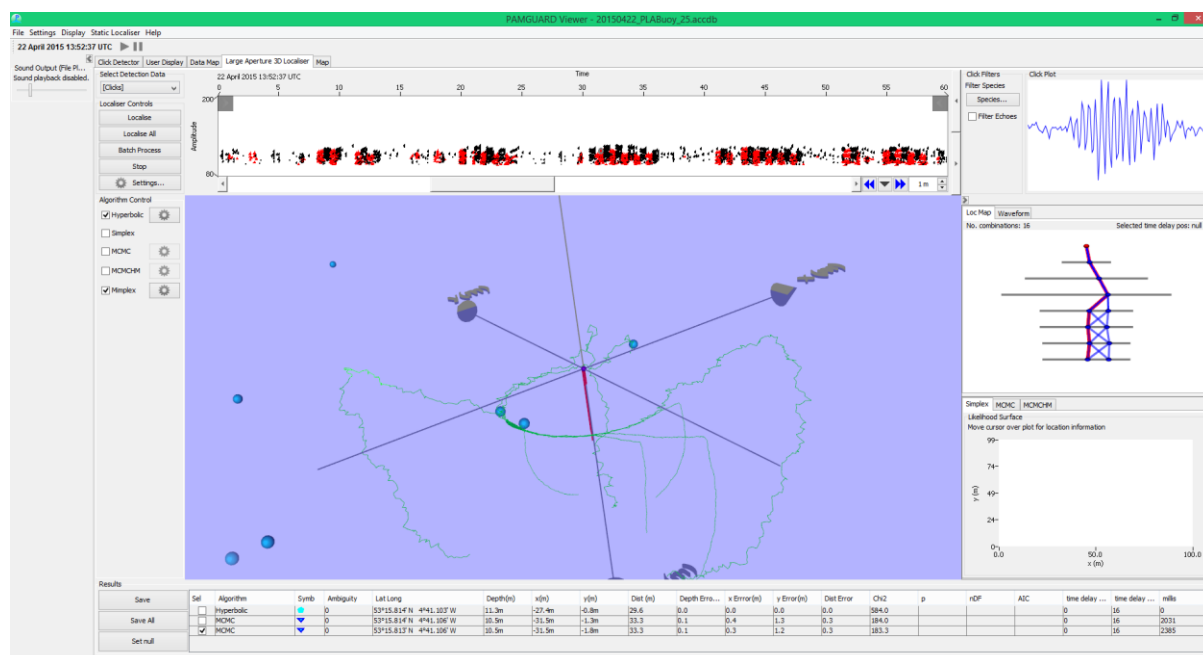 PAMGUARD Viewer - 20150422_PLABuoy_25.accdb
File Settings Display Static Localiser Help
22 April 2015 13:52:37 UTC
Sound Output (File Pl...
Sound playback disabled.
Click Detector User Display Data Map Large Aperture 3D Localiser Map
Select Detection Data
[Clicks]
Localiser Controls
Localise
Localise All
Batch Process
Stop
Settings...
Algorithm Control
Hyperbolic
Simplex
MCMC
MCMCHM
Mimplex
22 April 2015 13:52:37 UTC
Time
0 5 10 15 20 25 30 35 40 45 50 55 60
200
Amplitude
80
1 m
Click Filters
Filter Species
Species...
Filter Echoes
Click Plot
Loc Map Waveform
No. combinations: 16 Selected time delay pos: null
Simplex MCMC MCMCHM
Likelihood Surface
Move cursor over plot for location information
99
74
49
24
0
y (m)
0.0 50.0 100.0
x (m)
Results
Save
Save All
Set null
Sel Algorithm Symb Ambiguity Lat Long Depth(m) x(m) y(m) Dist (m) Depth Erro... x Error(m) y Error(m) Dist Error Chi2 p nDF AIC time delay ... time delay ... millis
Hyperbolic 0 53°15.814' N 4°41.106' W 11.3m -27.4m -0.8m 29.6 0.0 0.0 0.0 0.0 584.0 0 16 0
MCMC 0 53°15.814' N 4°41.106' W 10.5m -31.5m -1.3m 33.3 0.1 0.4 1.3 0.3 184.0 0 16 2031
MCMC 0 53°15.813' N 4°41.106' W 10.5m -31.5m -1.8m 33.3 0.1 0.3 1.2 0.3 183.3 0 16 2385